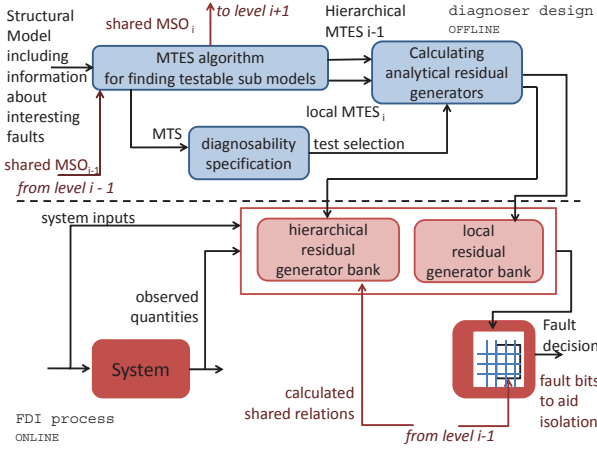 Structural
Model
including
information
about
interesting
faults
shared MSO i
to level i+1
Hierarchical
MTES i-1
diagnoser design
OFFLINE
MTES algorithm
for finding testable sub models
Calculating
analytical residual
generators
local MTES i
MTS
diagnosability
specification
test selection
shared MSO i-1
from level i - 1
system inputs
hierarchical
residual
generator bank
local
residual
generator bank
observed
quantities
System
Fault
decision
fault bits
to aid
isolation
calculated
shared relations
from level i-1
FDI process
ONLINE